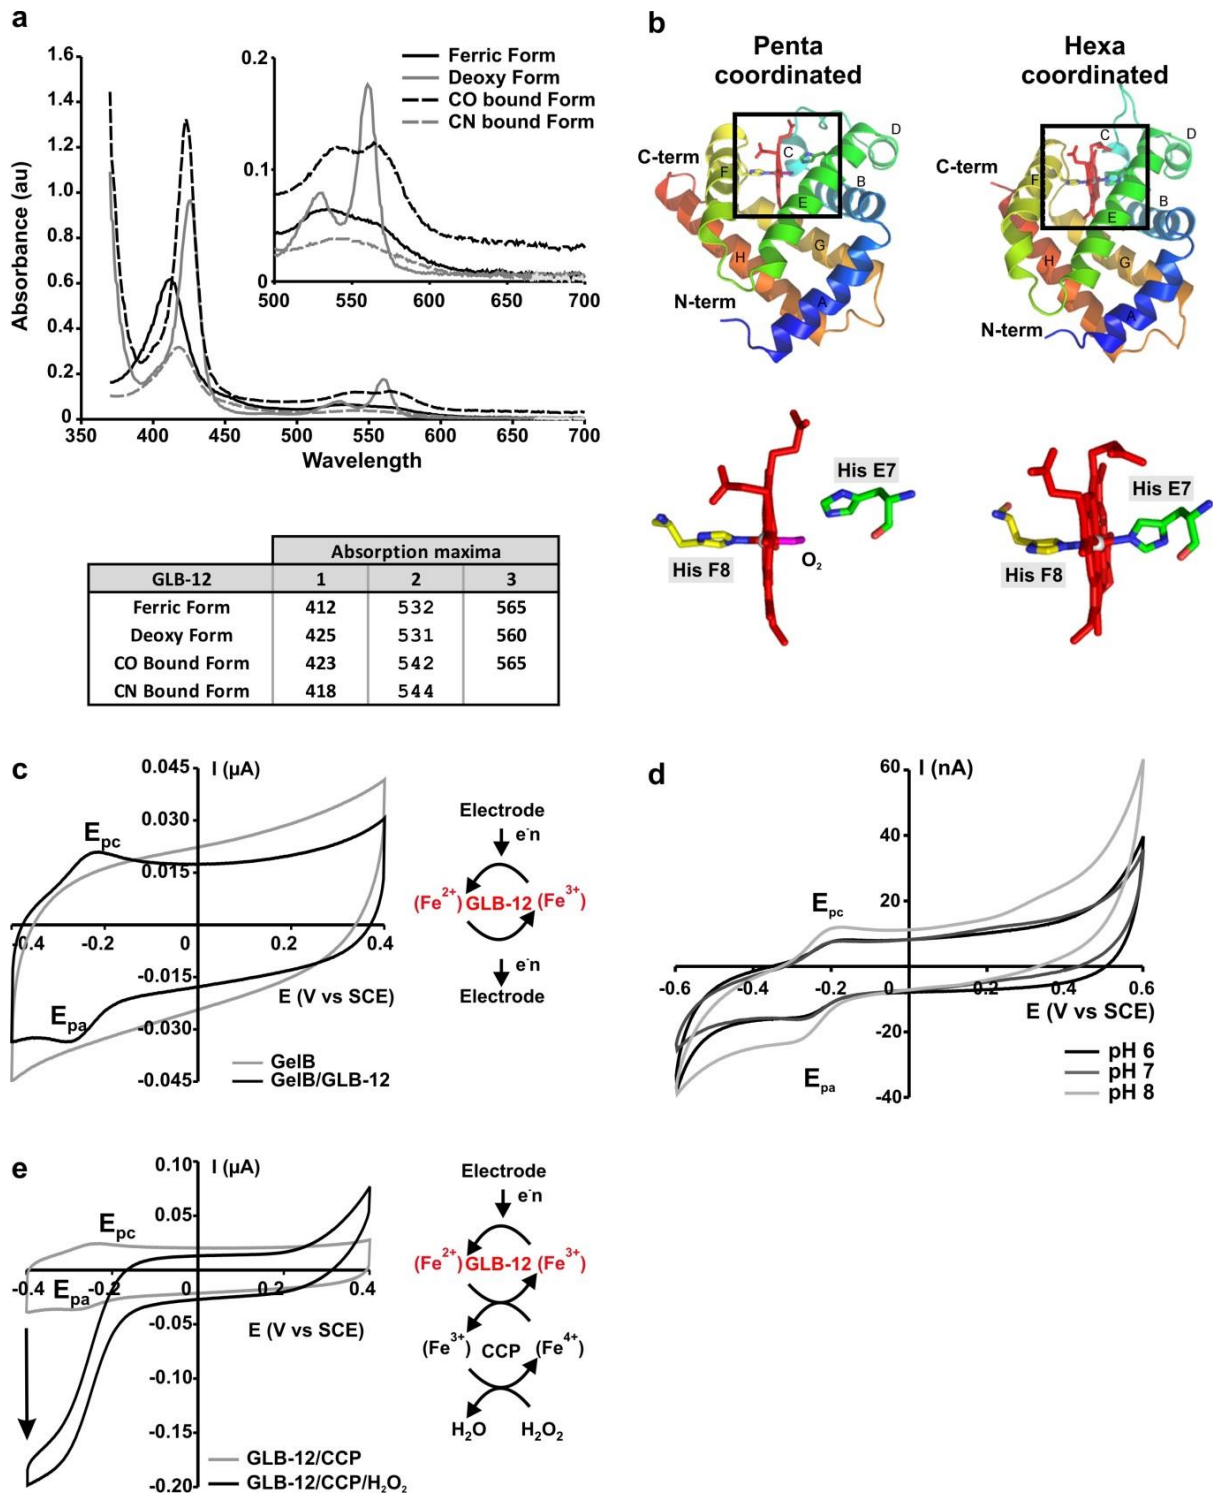 a
1.6
1.4
1.2
1.0
0.8
0.6
0.4
0.2
0
Absorbance (au)
350 400 450 500 550 600 650 700
Wavelength
0.2
0.1
0
500 550 600 650 700
Ferric Form
Deoxy Form
CO bound Form
CN bound Form
Absorption maxima
GLB-12 1 2 3
Ferric Form 412 532 565
Deoxy Form 425 531 560
CO Bound Form 423 542 565
CN Bound Form 418 544
b
Penta
coordinated
Hexa
coordinated
C-term
F
C
D
B
E
G
H
A
N-term
C-term
F
C
D
B
E
G
H
A
N-term
His E7
His F8
O2
His E7
His F8
c
I (µA)
0.045
0.030
0.015
-0.4 -0.2 0 0.2 0.4
-0.015
-0.030
-0.045
E (V vs SCE)
Epc
Epa
GelB
GelB/GLB-12
Electrode
e-n
(Fe2+) GLB-12 (Fe3+)
e-n
Electrode
d
I (nA)
60
40
20
-0.6 -0.4 -0.2 0 0.2 0.4 0.6
-20
-40
E (V vs SCE)
Epc
Epa
pH 6
pH 7
pH 8
e
I (µA)
0.10
0.05
-0.4 -0.2 0 0.2 0.4
-0.05
-0.10
-0.15
-0.20
E (V vs SCE)
Epc
Epa
GLB-12/CCP
GLB-12/CCP/H2O2
Electrode
e-n
(Fe2+) GLB-12 (Fe3+)
(Fe3+) CCP (Fe4+)
H2O H2O2